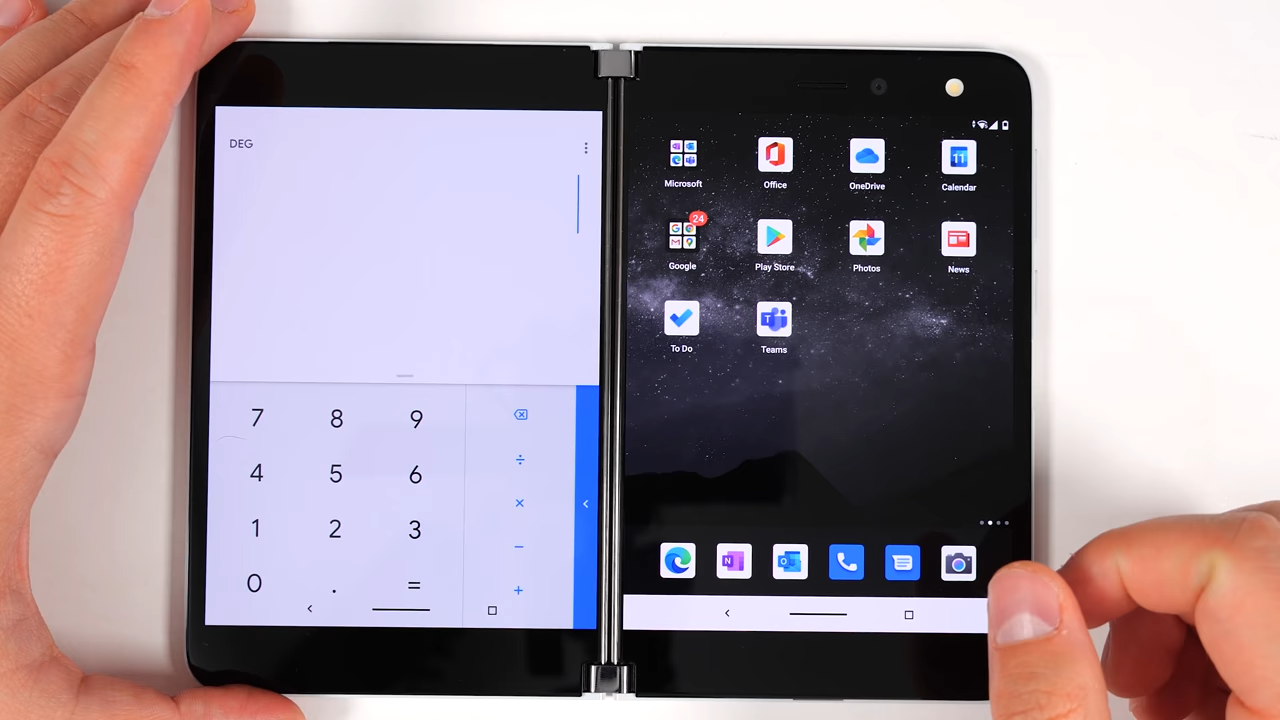 DEG
7 8 9
4 5 6 ÷
1 2 3 ×
−
0 . = +
Microsoft Office OneDrive 11 Calendar
24
Google Play Store Photos News
To Do Teams